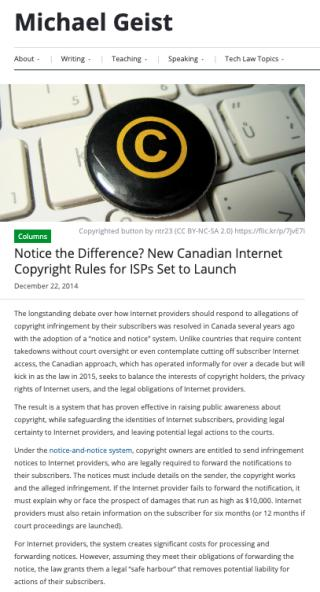 Michael Geist
About - | Writing - | Teaching - | Speaking - | Tech Law Topics -
©
Copyrighted button by ntr23 (CC BY-NC-SA 2.0) https://flic.kr/p/7jvE7i
Columns
Notice the Difference? New Canadian Internet
Copyright Rules for ISPs Set to Launch
December 22, 2014
The longstanding debate over how Internet providers should respond to allegations of
copyright infringement by their subscribers was resolved in Canada several years ago
with the adoption of a "notice and notice" system. Unlike countries that require content
takedowns without court oversight or even contemplate cutting off subscriber Internet
access, the Canadian approach, which has operated informally for over a decade but will
kick in as the law in 2015, seeks to balance the interests of copyright holders, the privacy
rights of Internet users, and the legal obligations of Internet providers.
The result is a system that has proven effective in raising public awareness about
copyright, while safeguarding the identities of Internet subscribers, providing legal
certainty to Internet providers, and leaving potential legal actions to the courts.
Under the notice-and-notice system, copyright owners are entitled to send infringement
notices to Internet providers, who are legally required to forward the notifications to
their subscribers. The notices must include details on the sender, the copyright works
and the alleged infringement. If the Internet provider fails to forward the notification, it
must explain why or face the prospect of damages that run as high as $10,000. Internet
providers must also retain information on the subscriber for six months (or 12 months if
court proceedings are launched).
For Internet providers, the system creates significant costs for processing and
forwarding notices. However, assuming they meet their obligations of forwarding the
notice, the law grants them a legal "safe harbour" that removes potential liability for
actions of their subscribers.